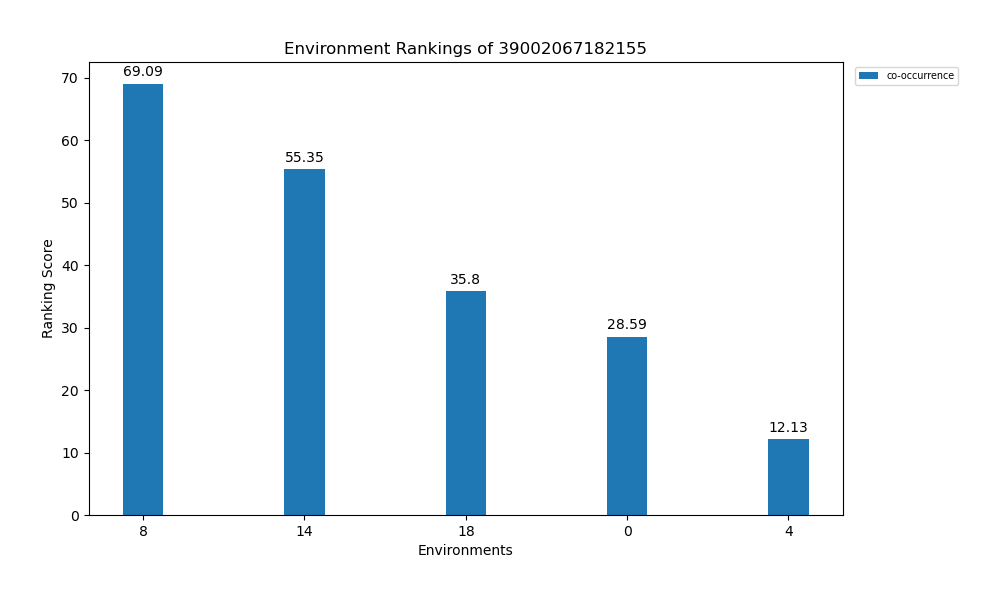 Environment Rankings of 39002067182155
co-occurrence
Ranking Score
70
60
50
40
30
20
10
0
69.09
55.35
35.8
28.59
12.13
8 14 18 0 4
Environments